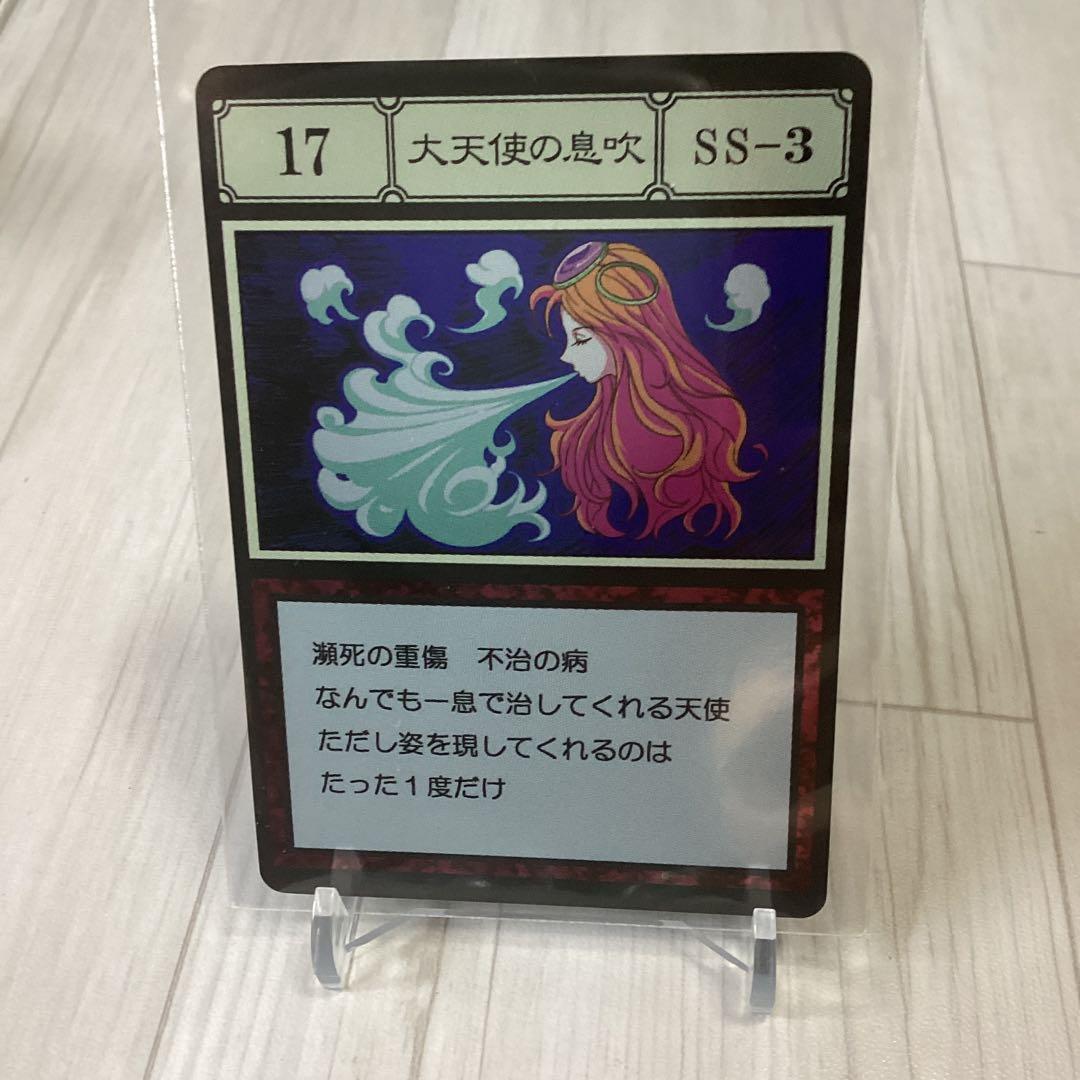 17 大天使の息吹 SS-3
瀕死の重傷　不治の病
なんでも一息で治してくれる天使
ただし姿を現してくれるのは
たった１度だけ